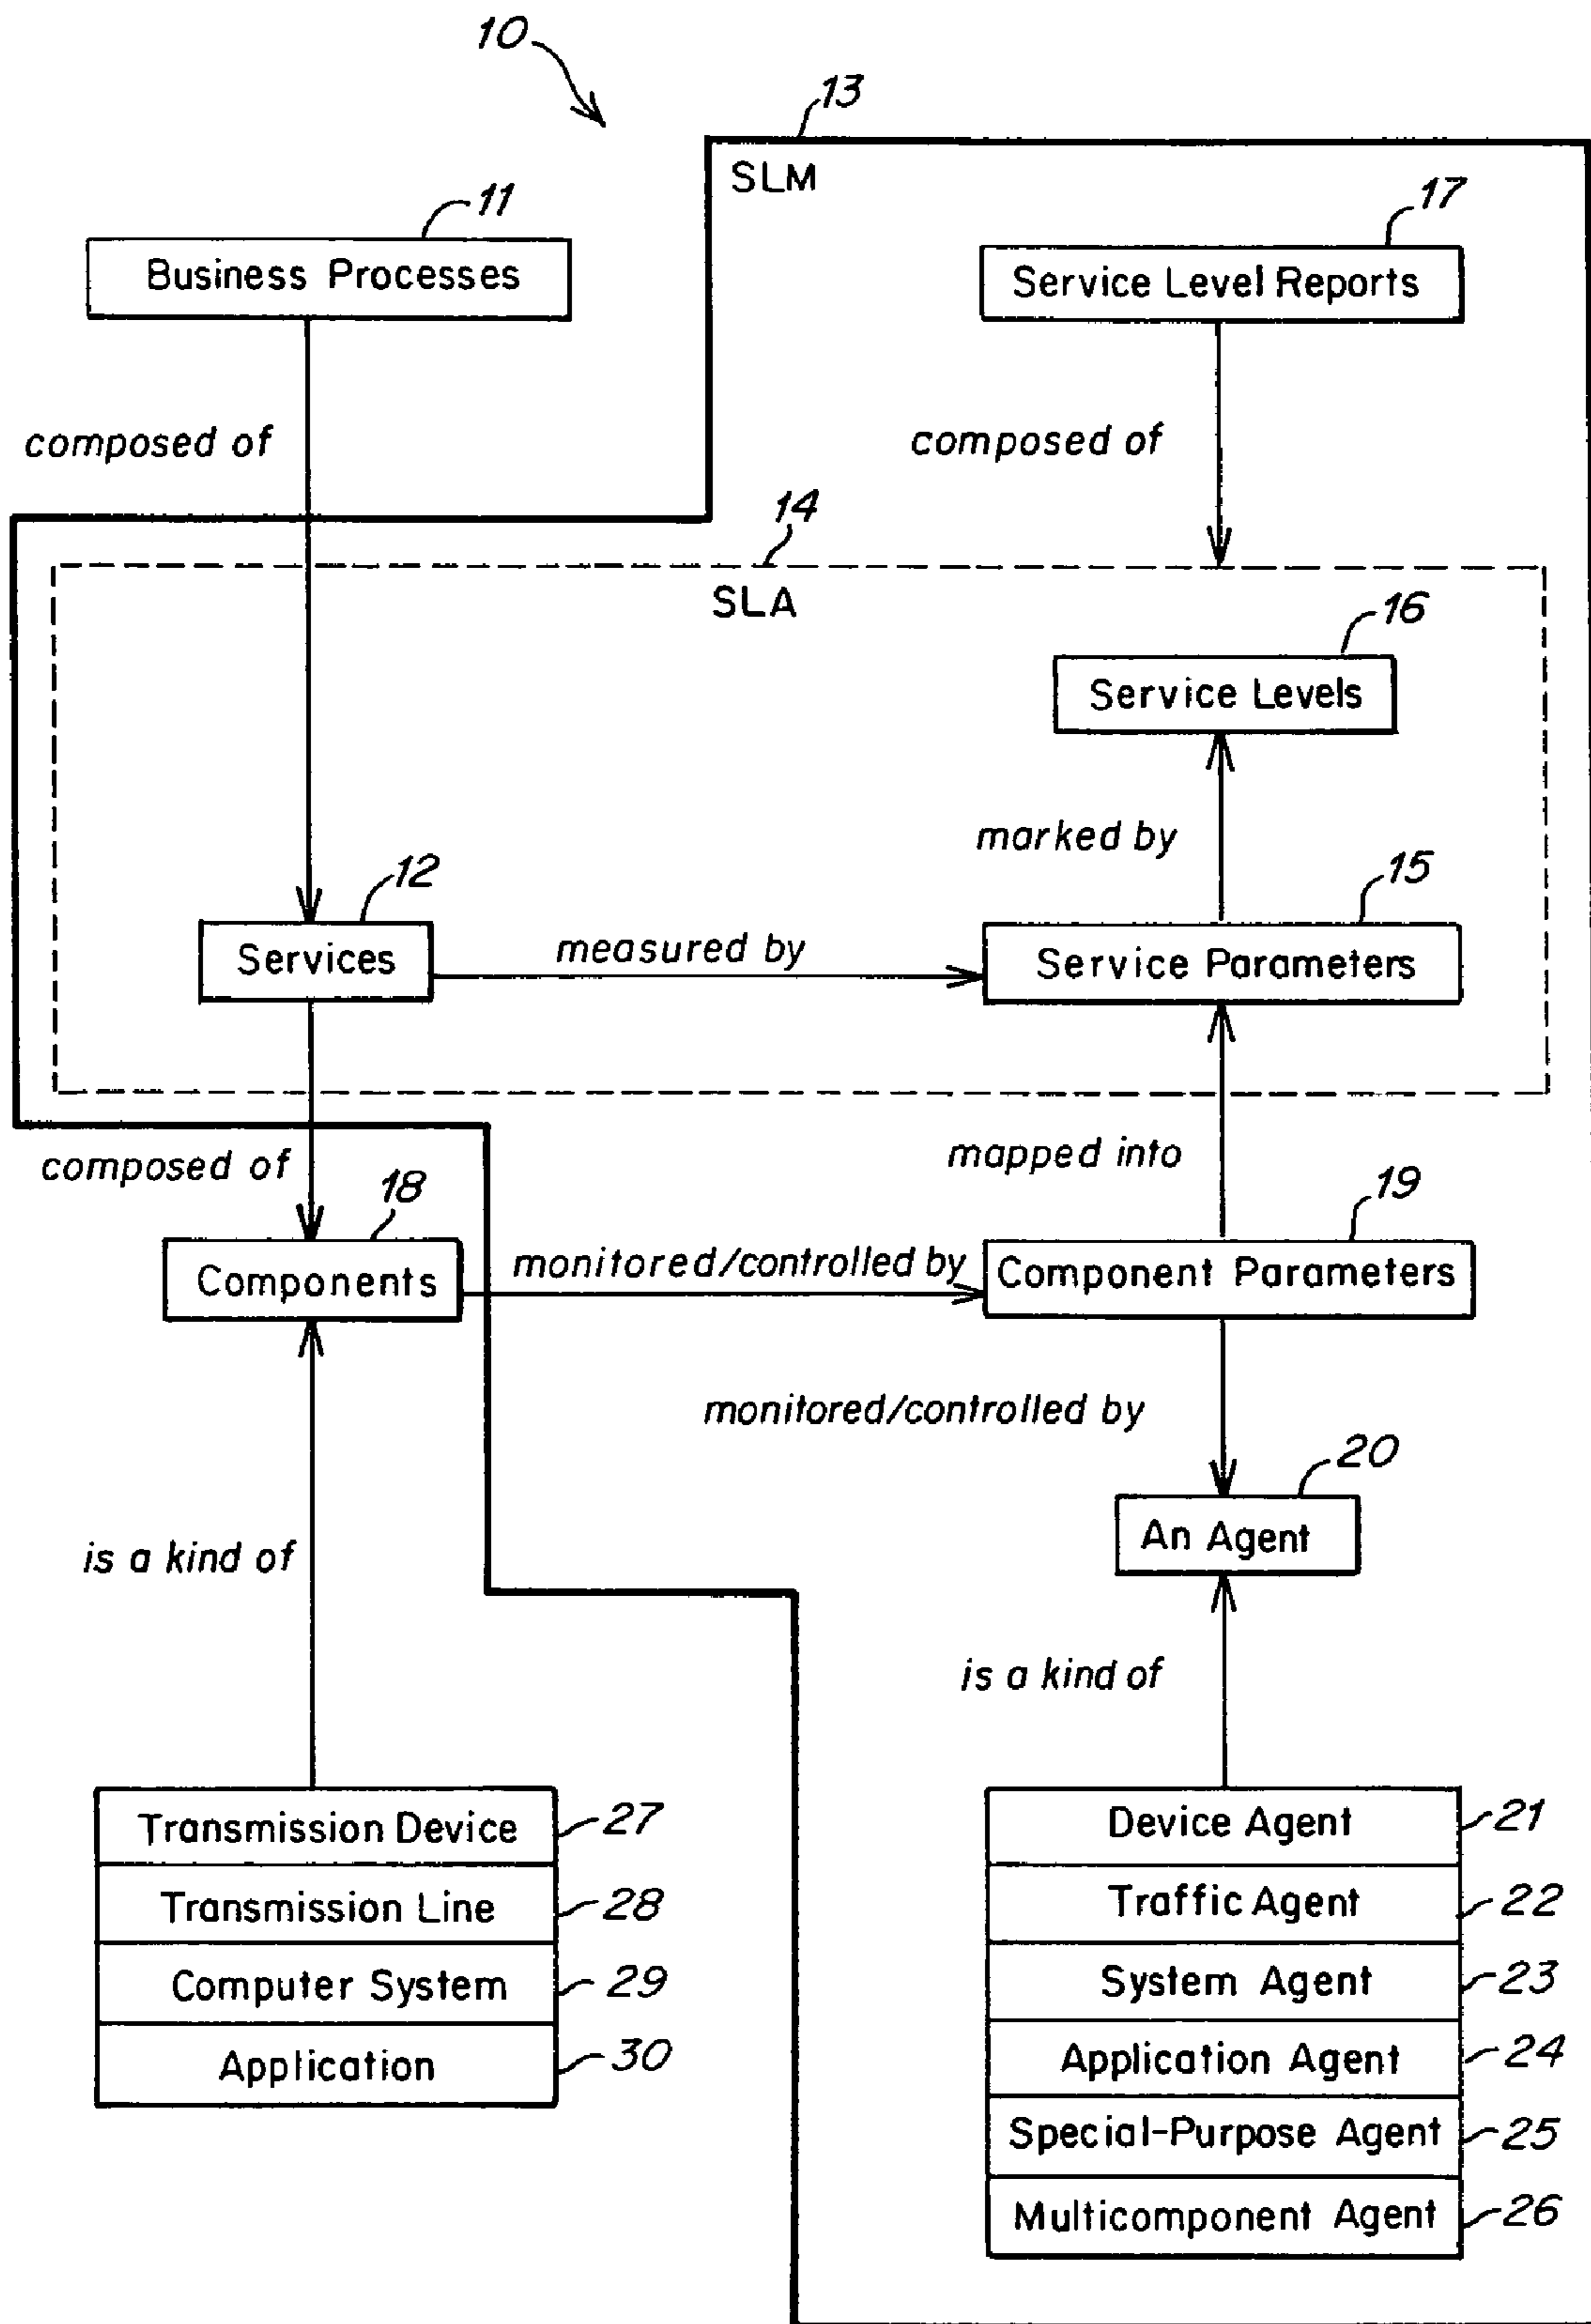 10
13
SLM
11
17
Business Processes
Service Level Reports
composed of
composed of
14
SLA
16
Service Levels
marked by
12
15
Services
measured by
Service Parameters
composed of
mapped into
18
19
Components
monitored/controlled by
Component Parameters
monitored/controlled by
20
An Agent
is a kind of
is a kind of
Transmission Device
27
Transmission Line
28
Computer System
29
Application
30
Device Agent
21
Traffic Agent
22
System Agent
23
Application Agent
24
Special-Purpose Agent
25
Multicomponent Agent
26